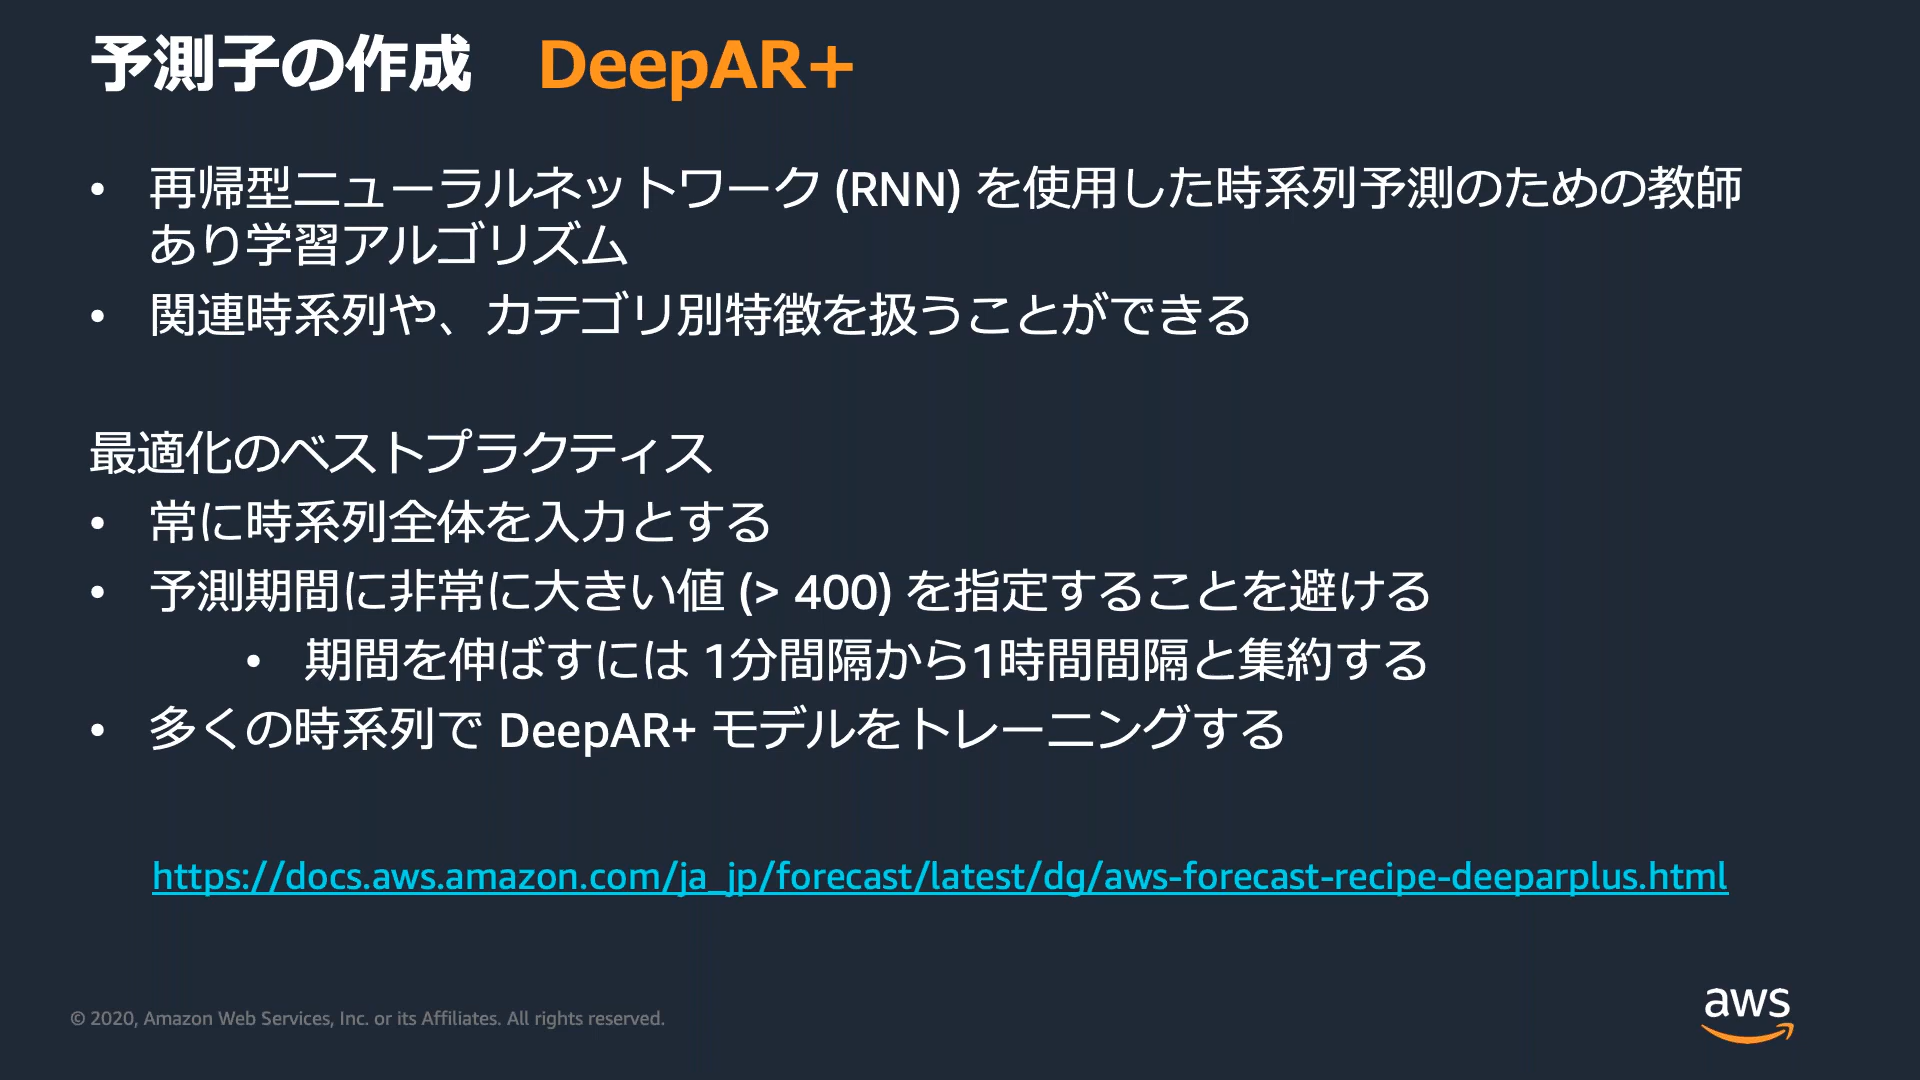 予測子の作成 DeepAR+
• 再帰型ニューラルネットワーク (RNN) を使用した時系列予測のための教師
あり学習アルゴリズム
• 関連時系列や、カテゴリ別特徴を扱うことができる
最適化のベストプラクティス
• 常に時系列全体を入力とする
• 予測期間に非常に大きい値 (> 400) を指定することを避ける
• 期間を伸ばすには 1分間隔から1時間間隔と集約する
• 多くの時系列で DeepAR+ モデルをトレーニングする
https://docs.aws.amazon.com/ja_jp/forecast/latest/dg/aws-forecast-recipe-deeparplus.html
© 2020, Amazon Web Services, Inc. or its Affiliates. All rights reserved.
aws